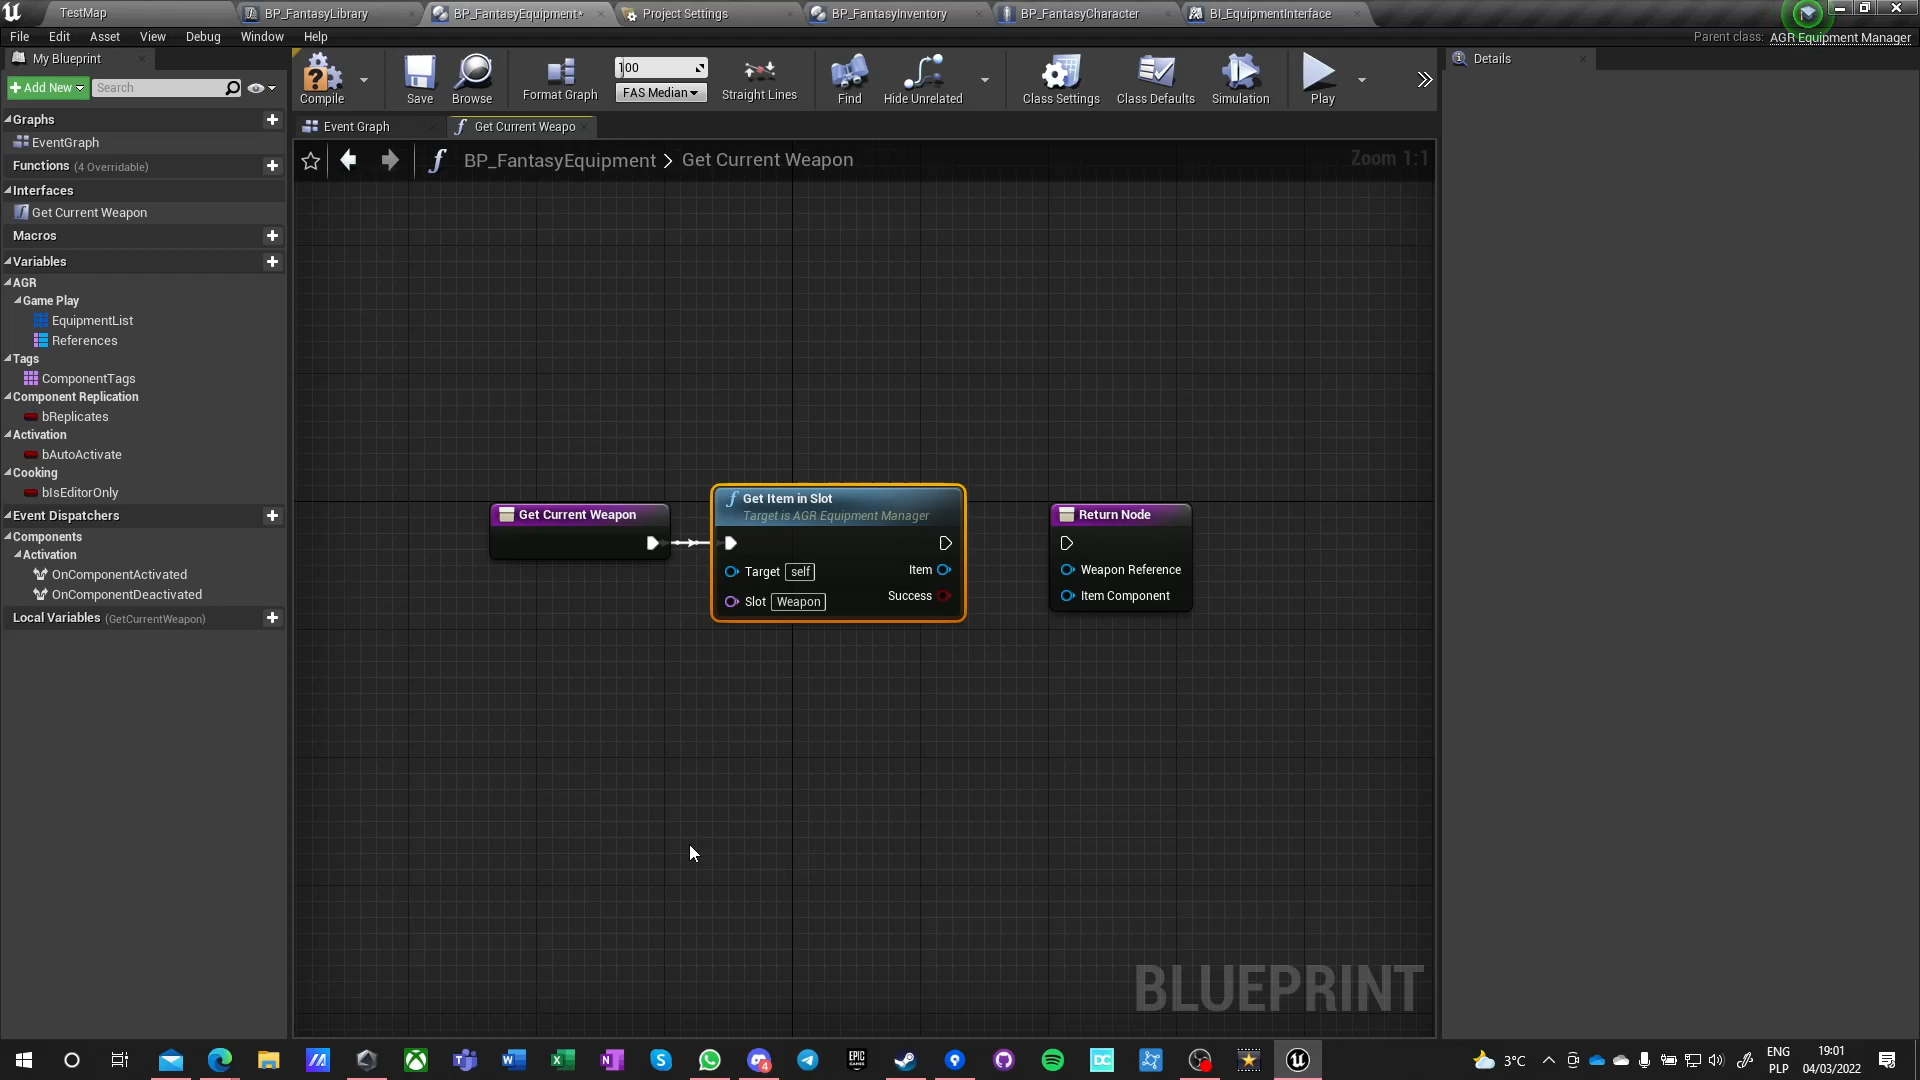 TestMap
BP_FantasyLibrary
BP_FantasyEquipment*
Project Settings
BP_FantasyInventory
BP_FantasyCharacter
BI_EquipmentInterface
File Edit Asset View Debug Window Help
Parent class: AGR Equipment Manager
My Blueprint
Add New
Search
Compile
Save
Browse
Format Graph
100
FAS Median
Straight Lines
Find
Hide Unrelated
Class Settings
Class Defaults
Simulation
Play
Details
Event Graph
Get Current Weapo
BP_FantasyEquipment > Get Current Weapon
Zoom 1:1
Graphs
EventGraph
Functions (4 Overridable)
Interfaces
Get Current Weapon
Macros
Variables
AGR
Game Play
EquipmentList
References
Tags
ComponentTags
Component Replication
bReplicates
Activation
bAutoActivate
Cooking
bIsEditorOnly
Event Dispatchers
Components
Activation
OnComponentActivated
OnComponentDeactivated
Local Variables (GetCurrentWeapon)
Get Current Weapon
Get Item in Slot
Target is AGR Equipment Manager
Target self
Item
Slot Weapon
Success
Return Node
Weapon Reference
Item Component
BLUEPRINT
EPIC GAMES
DC
4
3°C
ENG
PLP
19:01
04/03/2022